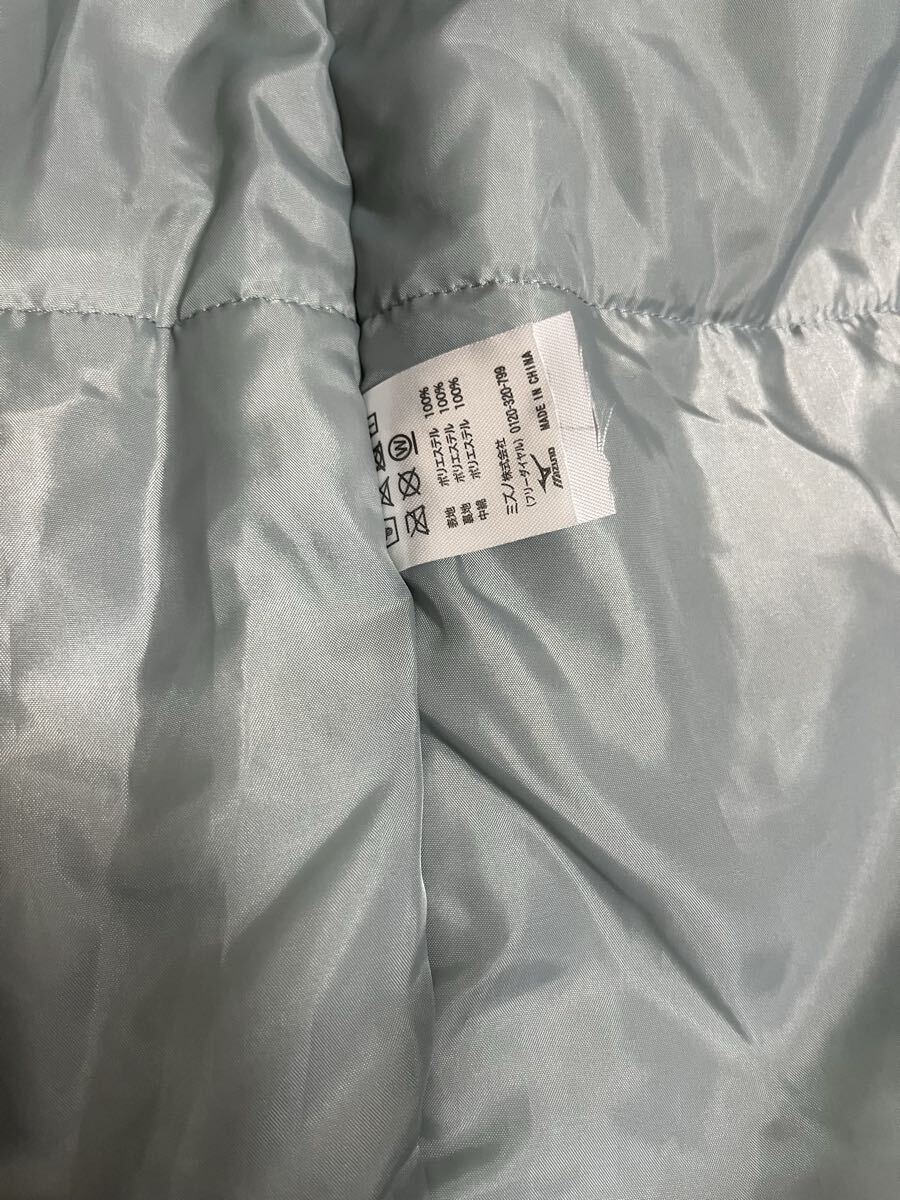 W
表地 ポリエステル 100%
裏地 ポリエステル 100%
中綿 ポリエステル 100%
ミズノ株式会社
(フリーダイヤル) 0120-320-799
MIZUNO MADE IN CHINA